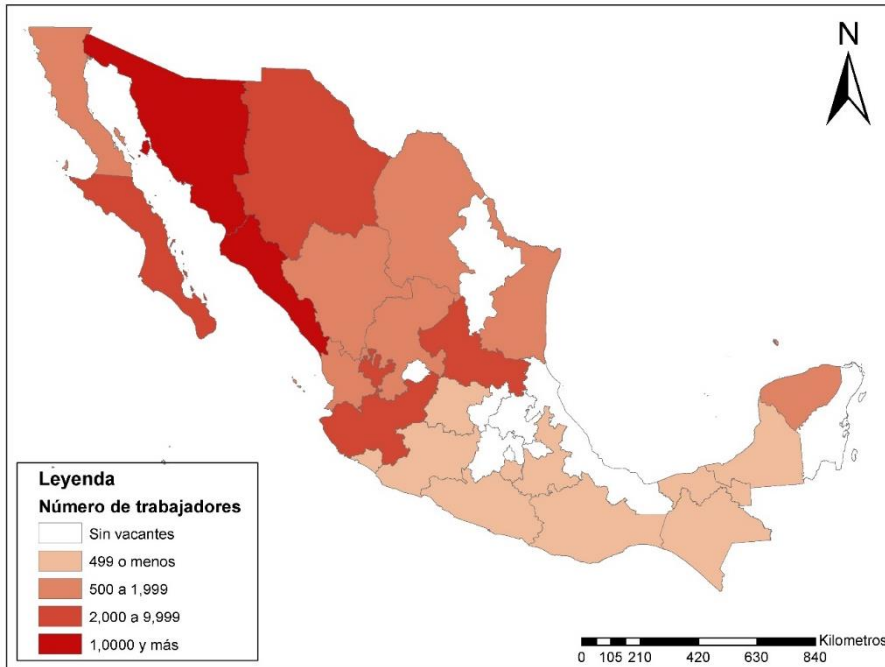 N
Leyenda
Número de trabajadores
Sin vacantes
499 o menos
500 a 1,999
2,000 a 9,999
1,0000 y más
Kilometros
0 105 210 420 630 840